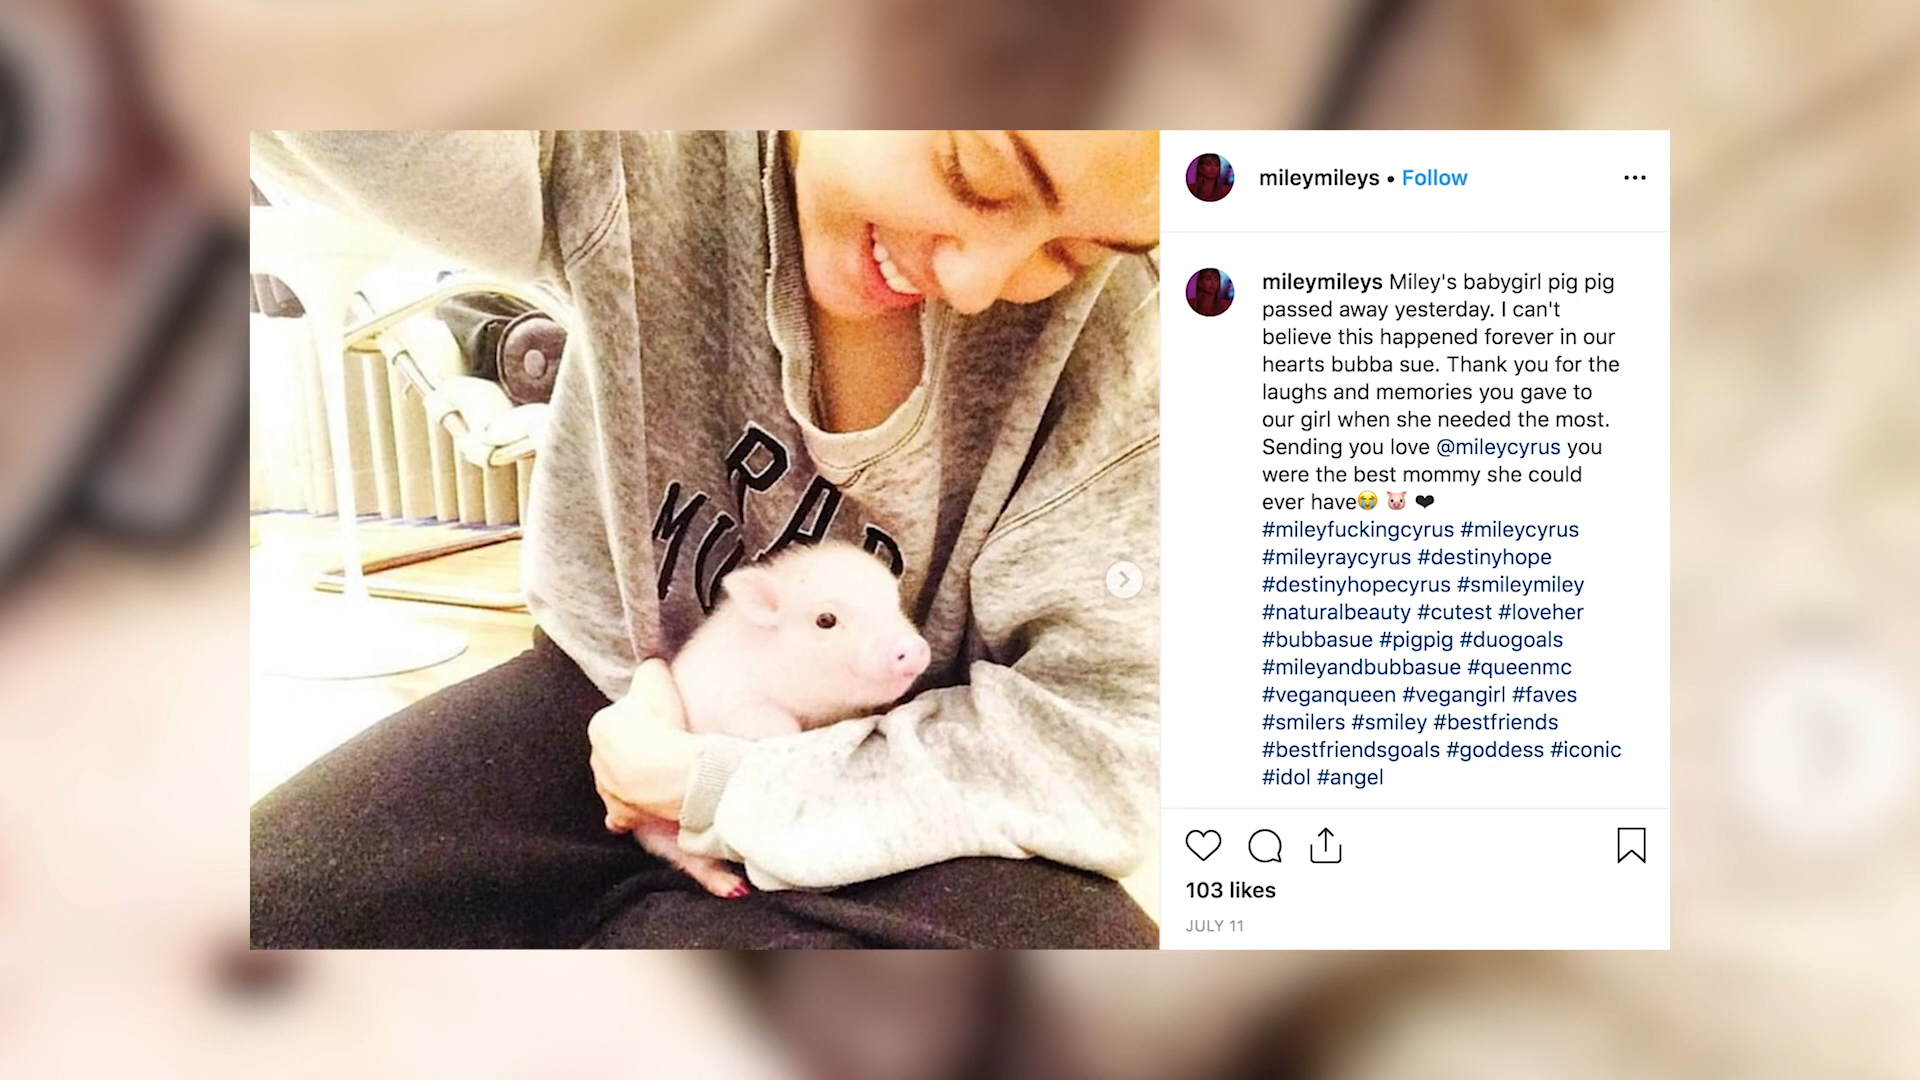 mileymileys • Follow
mileymileys Miley's babygirl pig pig
passed away yesterday. I can't
believe this happened forever in our
hearts bubba sue. Thank you for the
laughs and memories you gave to
our girl when she needed the most.
Sending you love @mileycyrus you
were the best mommy she could
ever have😭 🐷 ❤
#mileyfuckingcyrus #mileycyrus
#mileyraycyrus #destinyhope
#destinyhopecyrus #smileymiley
#naturalbeauty #cutest #loveher
#bubbasue #pigpig #duogoals
#mileyandbubbasue #queenmc
#veganqueen #vegangirl #faves
#smilers #smiley #bestfriends
#bestfriendsgoals #goddess #iconic
#idol #angel
103 likes
JULY 11